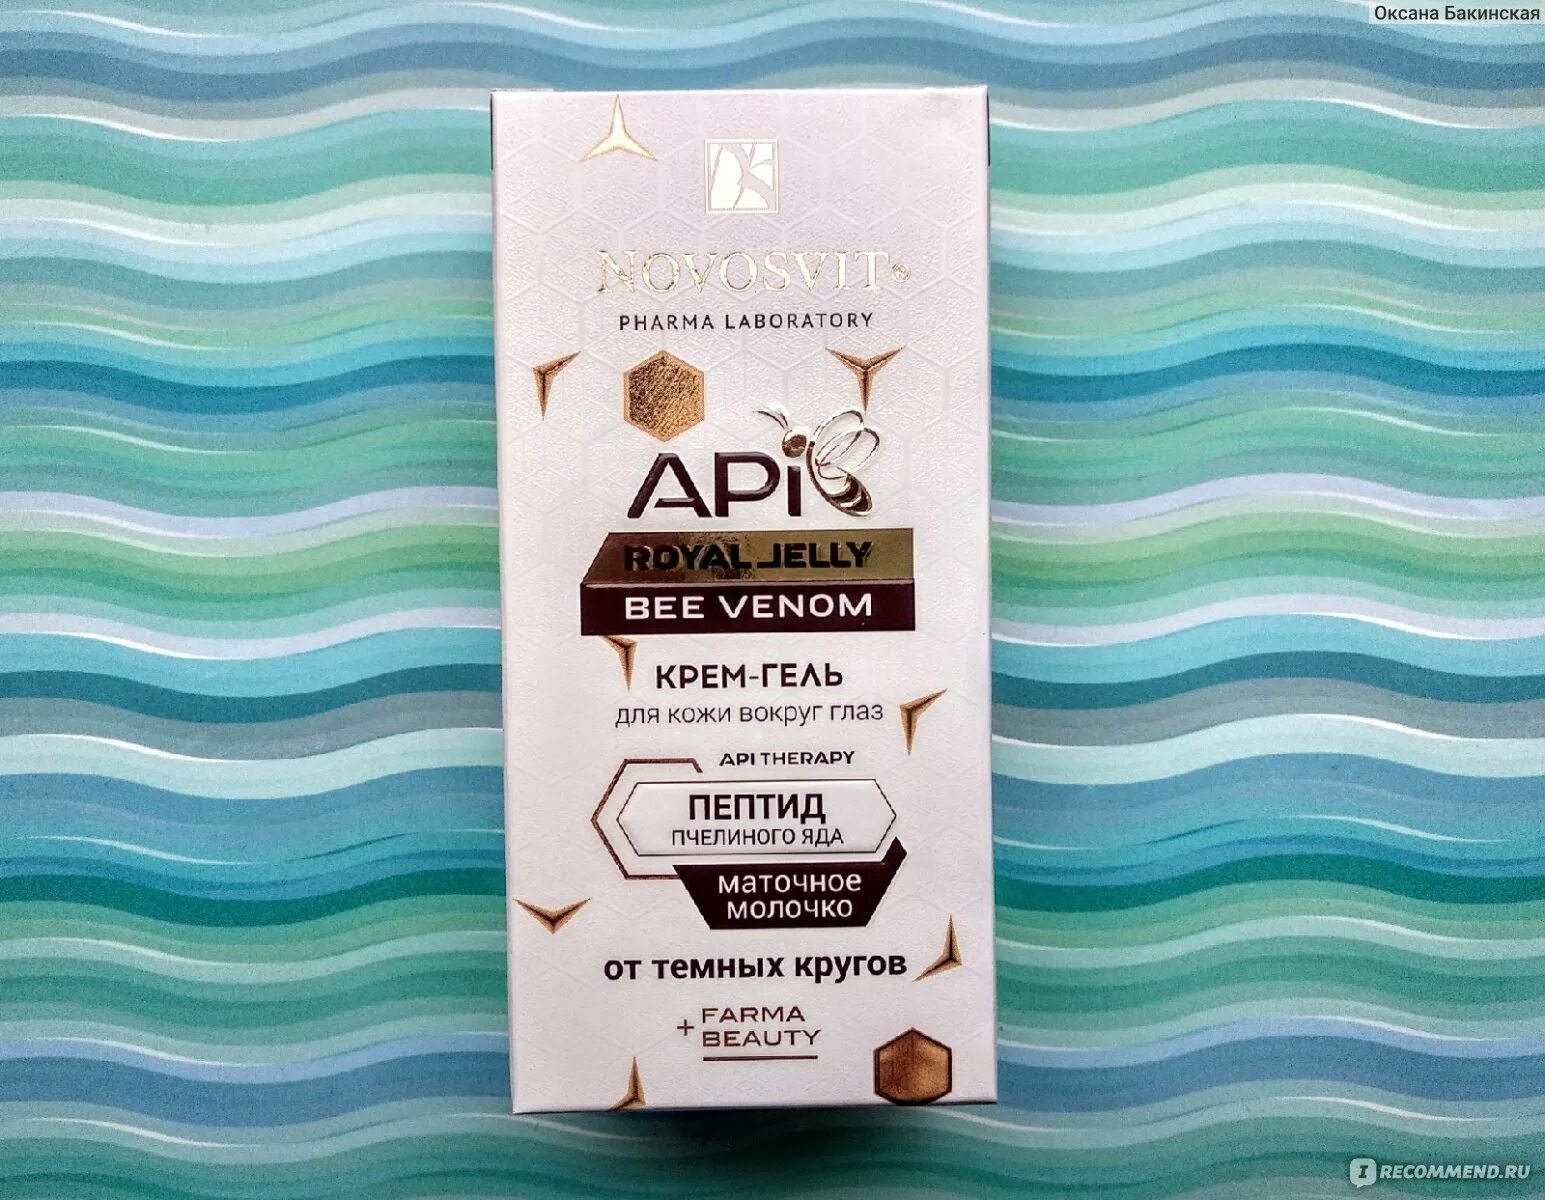 Оксана Бакинская
NOVOSVIT®
PHARMA LABORATORY
APi
ROYAL JELLY
BEE VENOM
КРЕМ-ГЕЛЬ
для кожи вокруг глаз
API THERAPY
ПЕПТИД
ПЧЕЛИНОГО ЯДА
МАТОЧНОЕ
МОЛОЧКО
от темных кругов
+ FARMA
BEAUTY
IRECOMMEND.RU